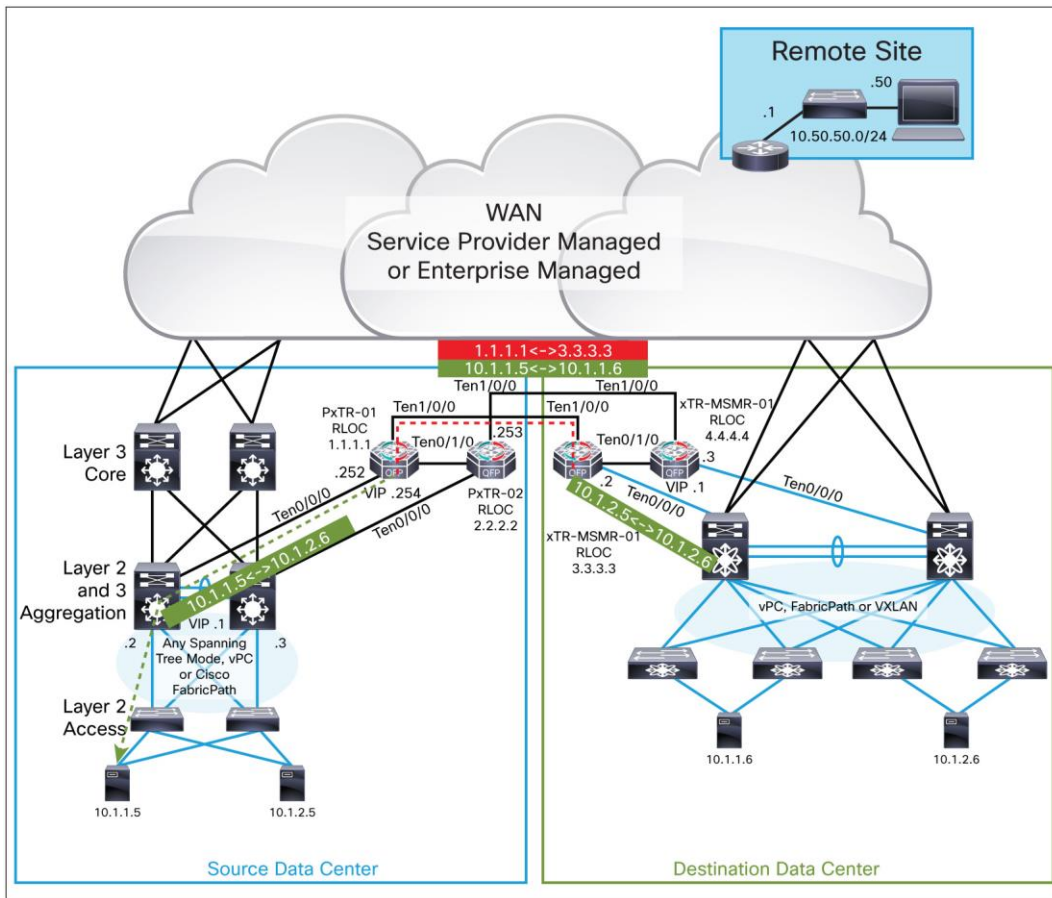 Remote Site
.50
.1
10.50.50.0/24
WAN
Service Provider Managed
or Enterprise Managed
1.1.1.1<->3.3.3.3
10.1.1.5<->10.1.1.6
Ten1/0/0
Ten1/0/0
PxTR-01
RLOC
1.1.1.1
Ten1/0/0
Ten1/0/0
xTR-MSMR-01
RLOC
4.4.4.4
Layer 3
Core
Ten0/1/0
.253
Ten0/1/0
.3
QFP
QFP
QFP
QFP
.252
VIP .254
.2
VIP .1
Ten0/0/0
Ten0/0/0
PxTR-02
RLOC
2.2.2.2
Ten0/0/0
Ten0/0/0
10.1.2.5<->10.1.2.6
xTR-MSMR-01
RLOC
3.3.3.3
10.1.1.5<->10.1.2.6
Layer 2
and 3
Aggregation
VIP .1
.2
.3
Any Spanning
Tree Mode, vPC
or Cisco
FabricPath
vPC, FabricPath or VXLAN
Layer 2
Access
10.1.1.5
10.1.2.5
10.1.1.6
10.1.2.6
Source Data Center
Destination Data Center